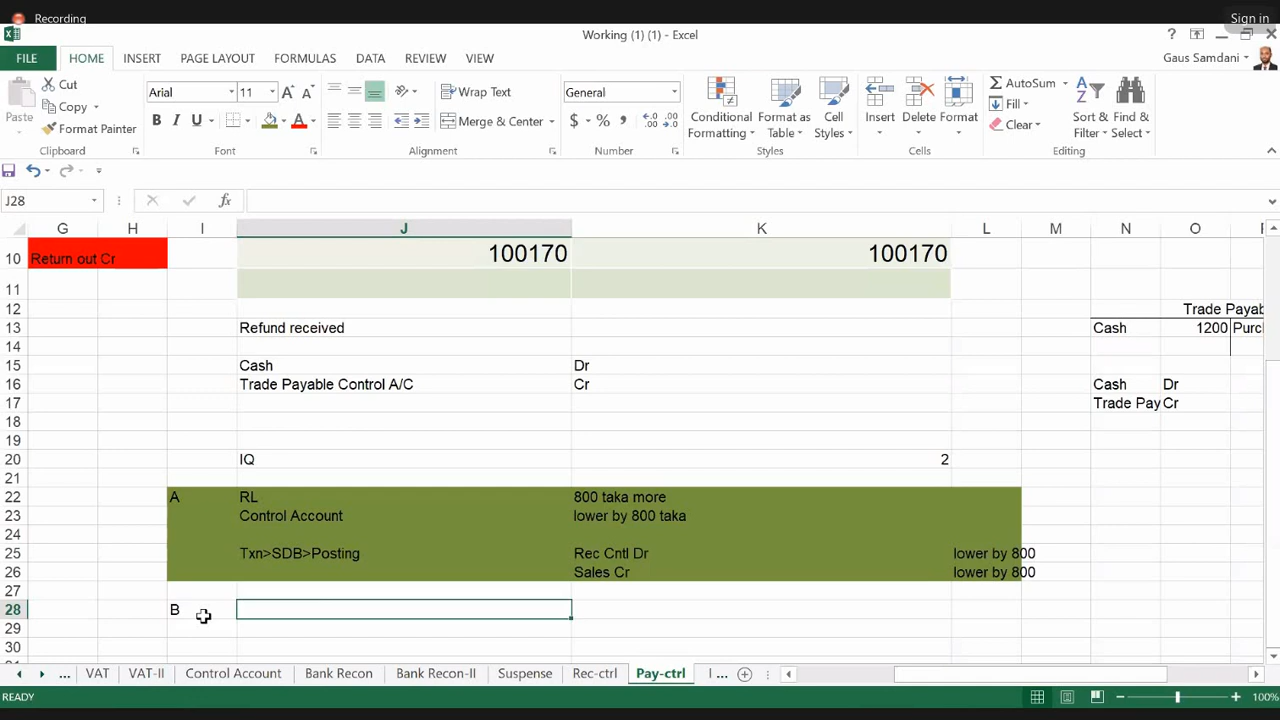 Recording
Sign in
Working (1) (1) - Excel
FILE HOME INSERT PAGE LAYOUT FORMULAS DATA REVIEW VIEW
Gaus Samdani
Paste
Cut
Copy
Format Painter
Clipboard
Arial 11
B I U
Font
Wrap Text
Merge & Center
Alignment
General
$ % ,
Number
Conditional Formatting
Format as Table
Cell Styles
Styles
Insert Delete Format
Cells
AutoSum
Fill
Clear
Sort & Filter
Find & Select
Editing
J28
fx
G H I J K L M N O
10 Return out Cr 100170 100170
11
12 Trade Payab
13 Refund received Cash 1200 Purc
14
15 Cash Dr
16 Trade Payable Control A/C Cr Cash Dr
17 Trade Pay Cr
18
19
20 IQ 2
21
22 A RL 800 taka more
23 Control Account lower by 800 taka
24
25 Txn>SDB>Posting Rec Cntl Dr lower by 800
26 Sales Cr lower by 800
27
28 B
29
30
... VAT VAT-II Control Account Bank Recon Bank Recon-II Suspense Rec-ctrl Pay-ctrl ...
READY
100%